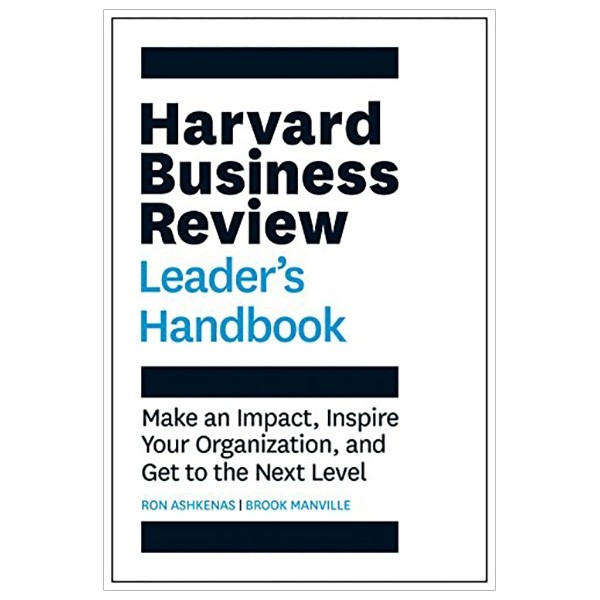 Harvard
Business
Review
Leader's
Handbook
Make an Impact, Inspire
Your Organization, and
Get to the Next Level
RON ASHKENAS | BROOK MANVILLE